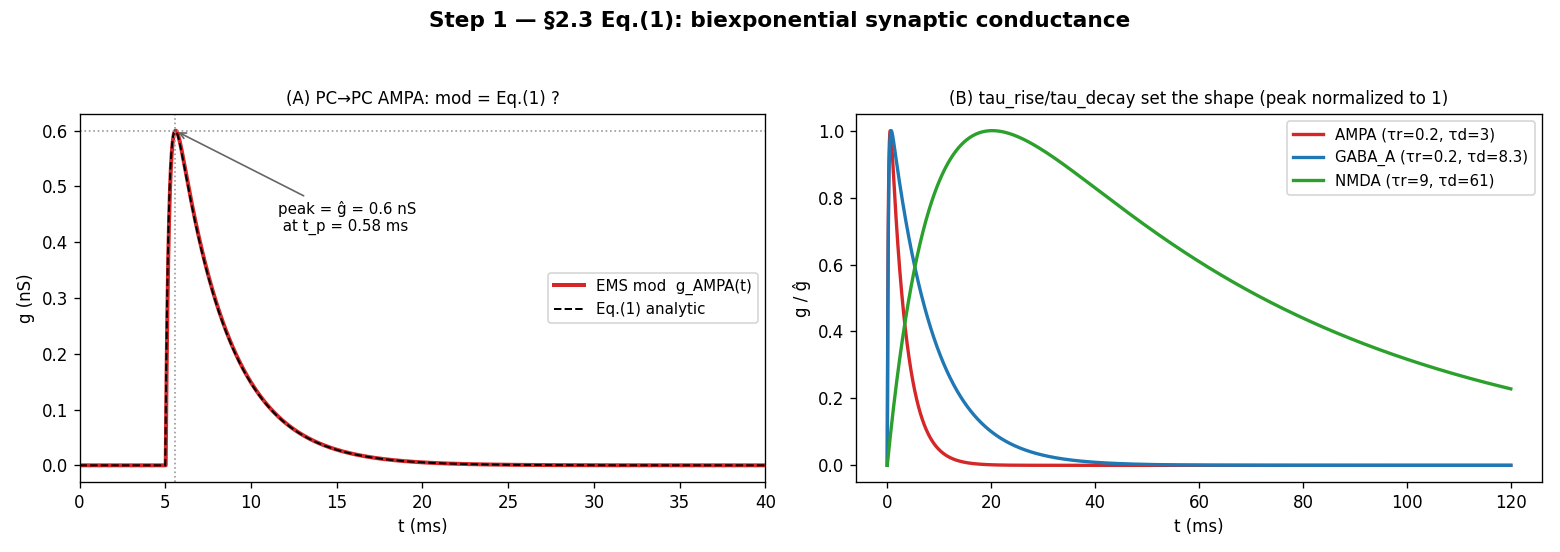 Step 1 — §2.3 Eq.(1): biexponential synaptic conductance
(A) PC→PC AMPA: mod = Eq.(1) ?
0.6
0.5
0.4
0.3
0.2
0.1
0.0
g (nS)
peak = ĝ = 0.6 nS
at t_p = 0.58 ms
EMS mod  g_AMPA(t)
Eq.(1) analytic
0
5
10
15
20
25
30
35
40
t (ms)
(B) tau_rise/tau_decay set the shape (peak normalized to 1)
1.0
0.8
0.6
0.4
0.2
0.0
g / ĝ
AMPA (τr=0.2, τd=3)
GABA_A (τr=0.2, τd=8.3)
NMDA (τr=9, τd=61)
0
20
40
60
80
100
120
t (ms)